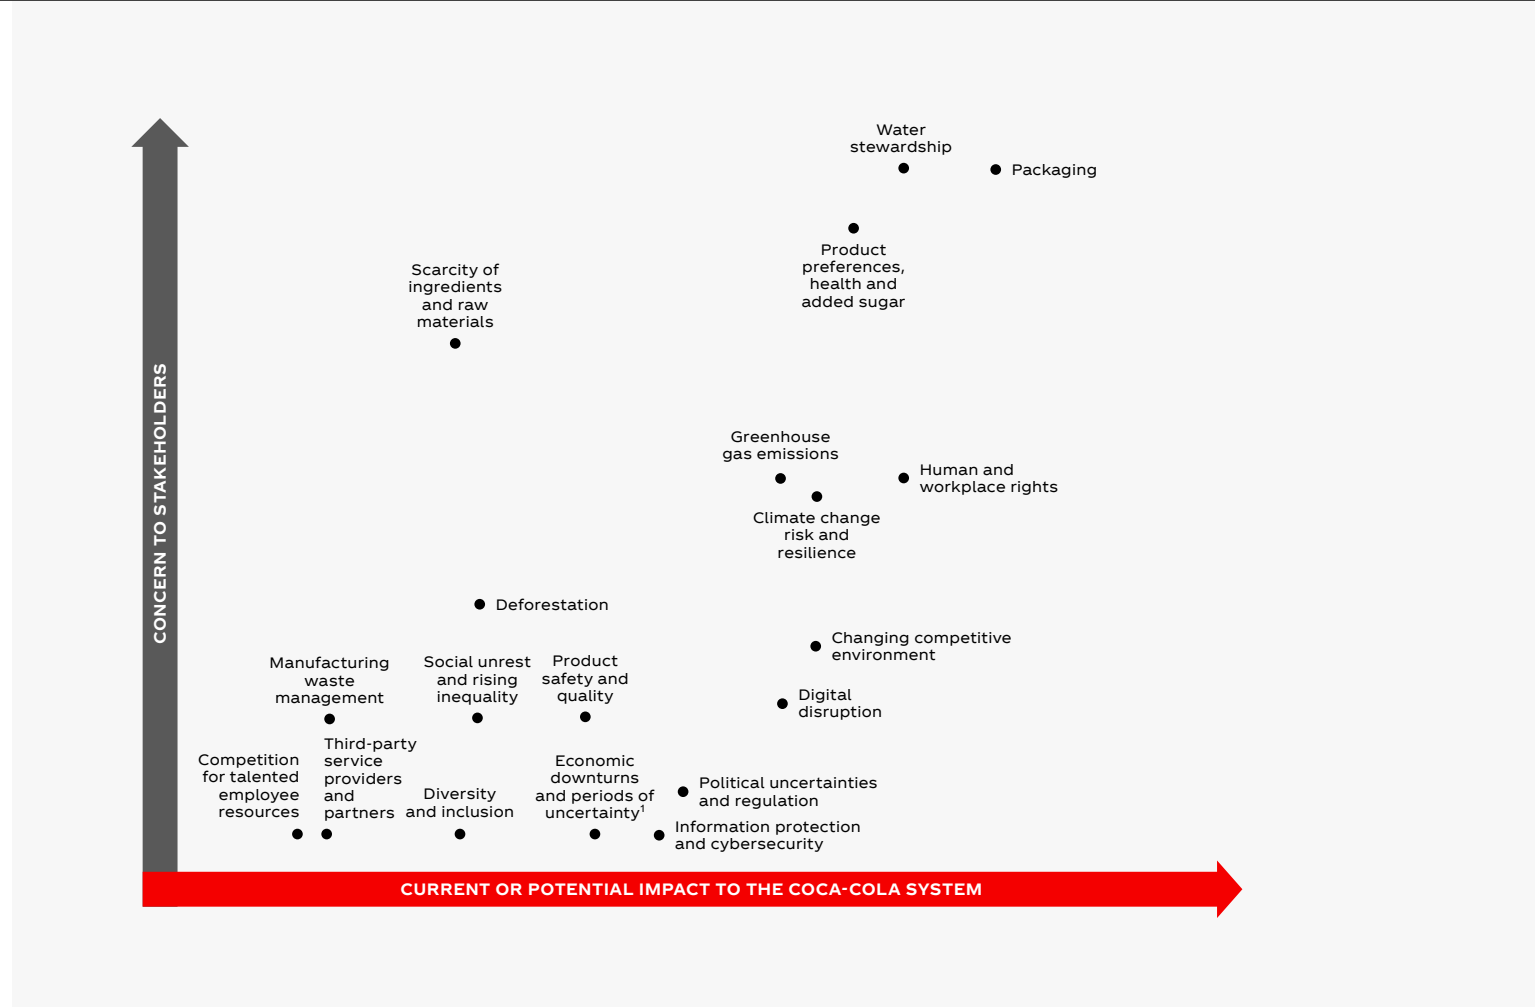 Water
stewardship
Packaging
Product
preferences,
health and
added sugar
Scarcity of
ingredients
and raw
materials
CONCERN TO STAKEHOLDERS
Greenhouse
gas emissions
Human and
workplace rights
Climate change
risk and
resilience
Deforestation
Changing competitive
environment
Manufacturing
waste
management
Social unrest
and rising
inequality
Product
safety and
quality
Digital
disruption
Competition
for talented
employee
resources
Third-party
service
providers
and
partners
Diversity
and inclusion
Economic
downturns
and periods of
uncertainty¹
Political uncertainties
and regulation
Information protection
and cybersecurity
CURRENT OR POTENTIAL IMPACT TO THE COCA-COLA SYSTEM